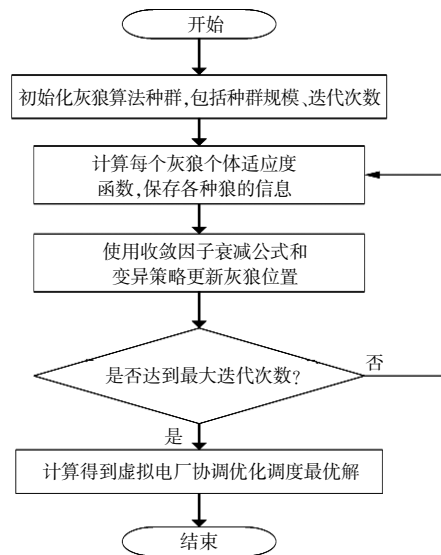 开始
初始化灰狼算法种群,包括种群规模、迭代次数
计算每个灰狼个体适应度
函数,保存各种狼的信息
使用收敛因子衰减公式和
变异策略更新灰狼位置
是否达到最大迭代次数?
否
是
计算得到虚拟电厂协调优化调度最优解
结束